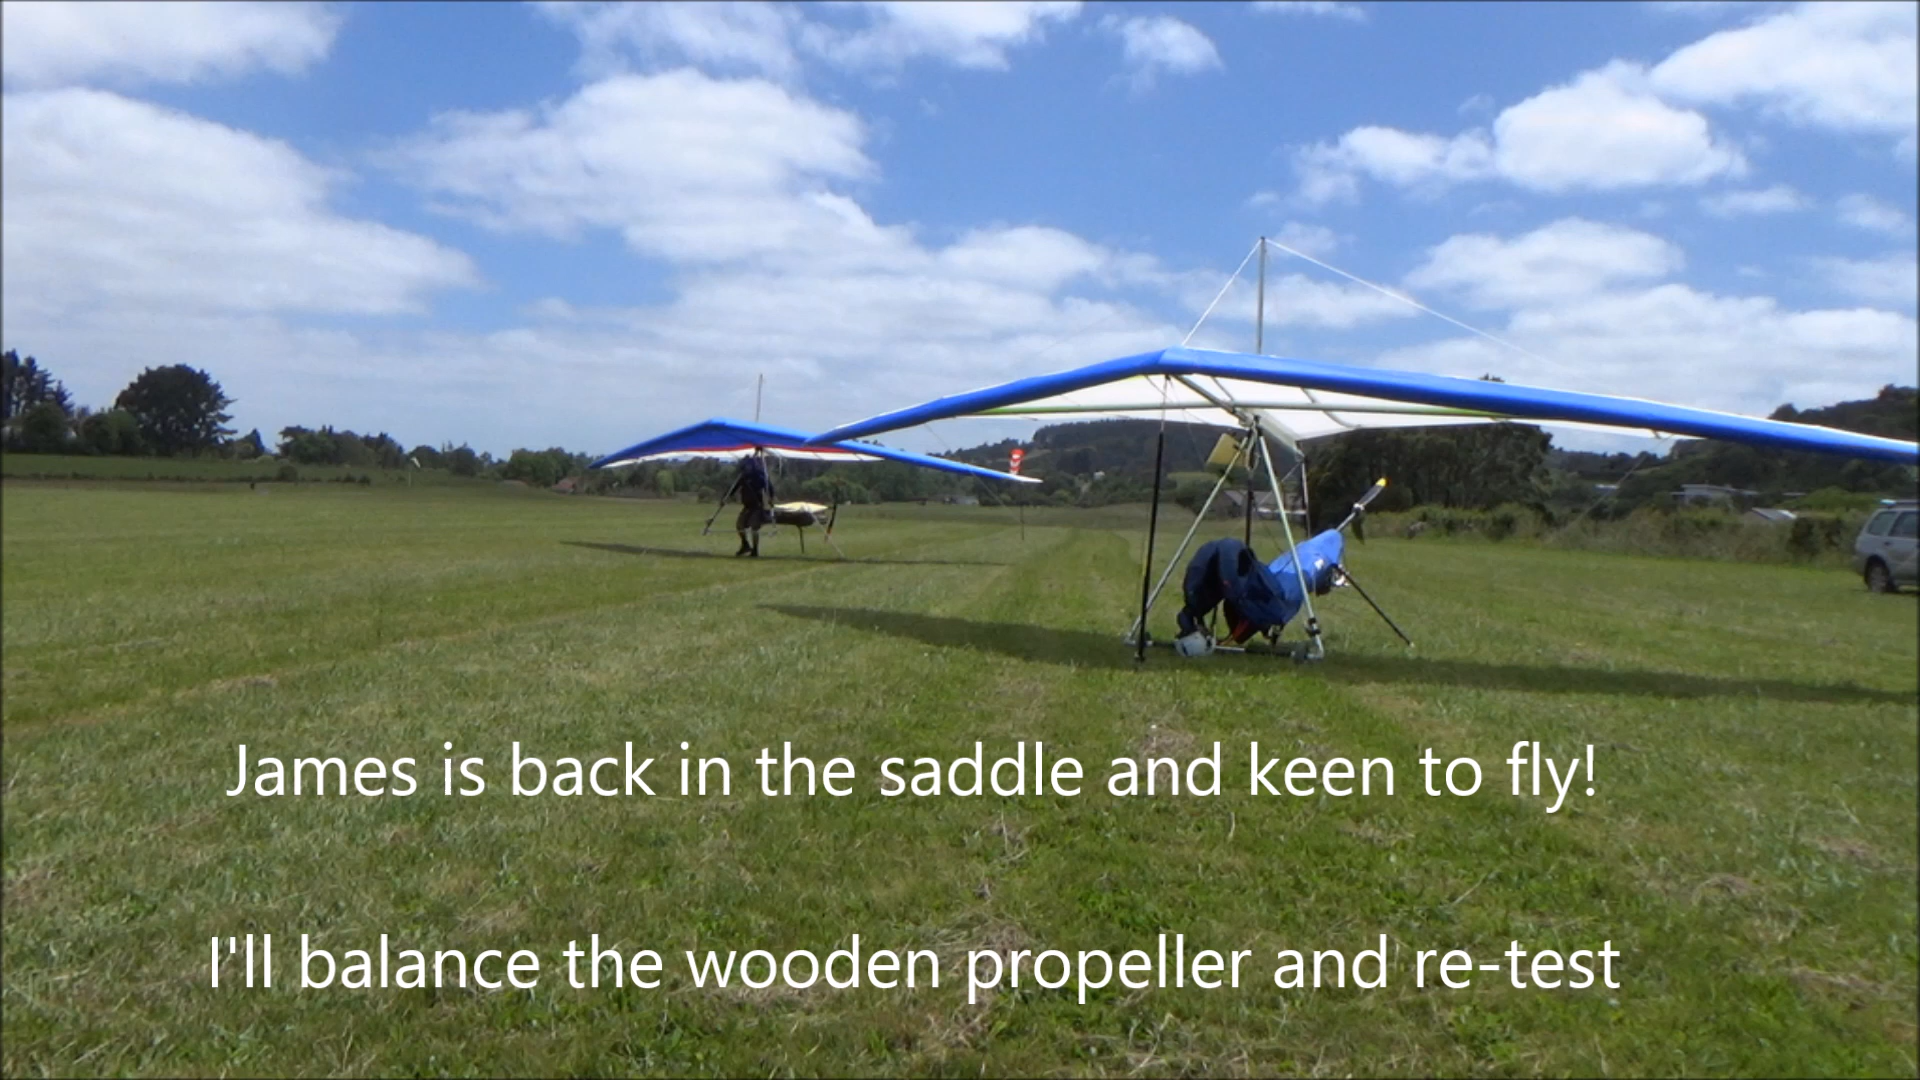 James is back in the saddle and keen to fly!
I'll balance the wooden propeller and re-test